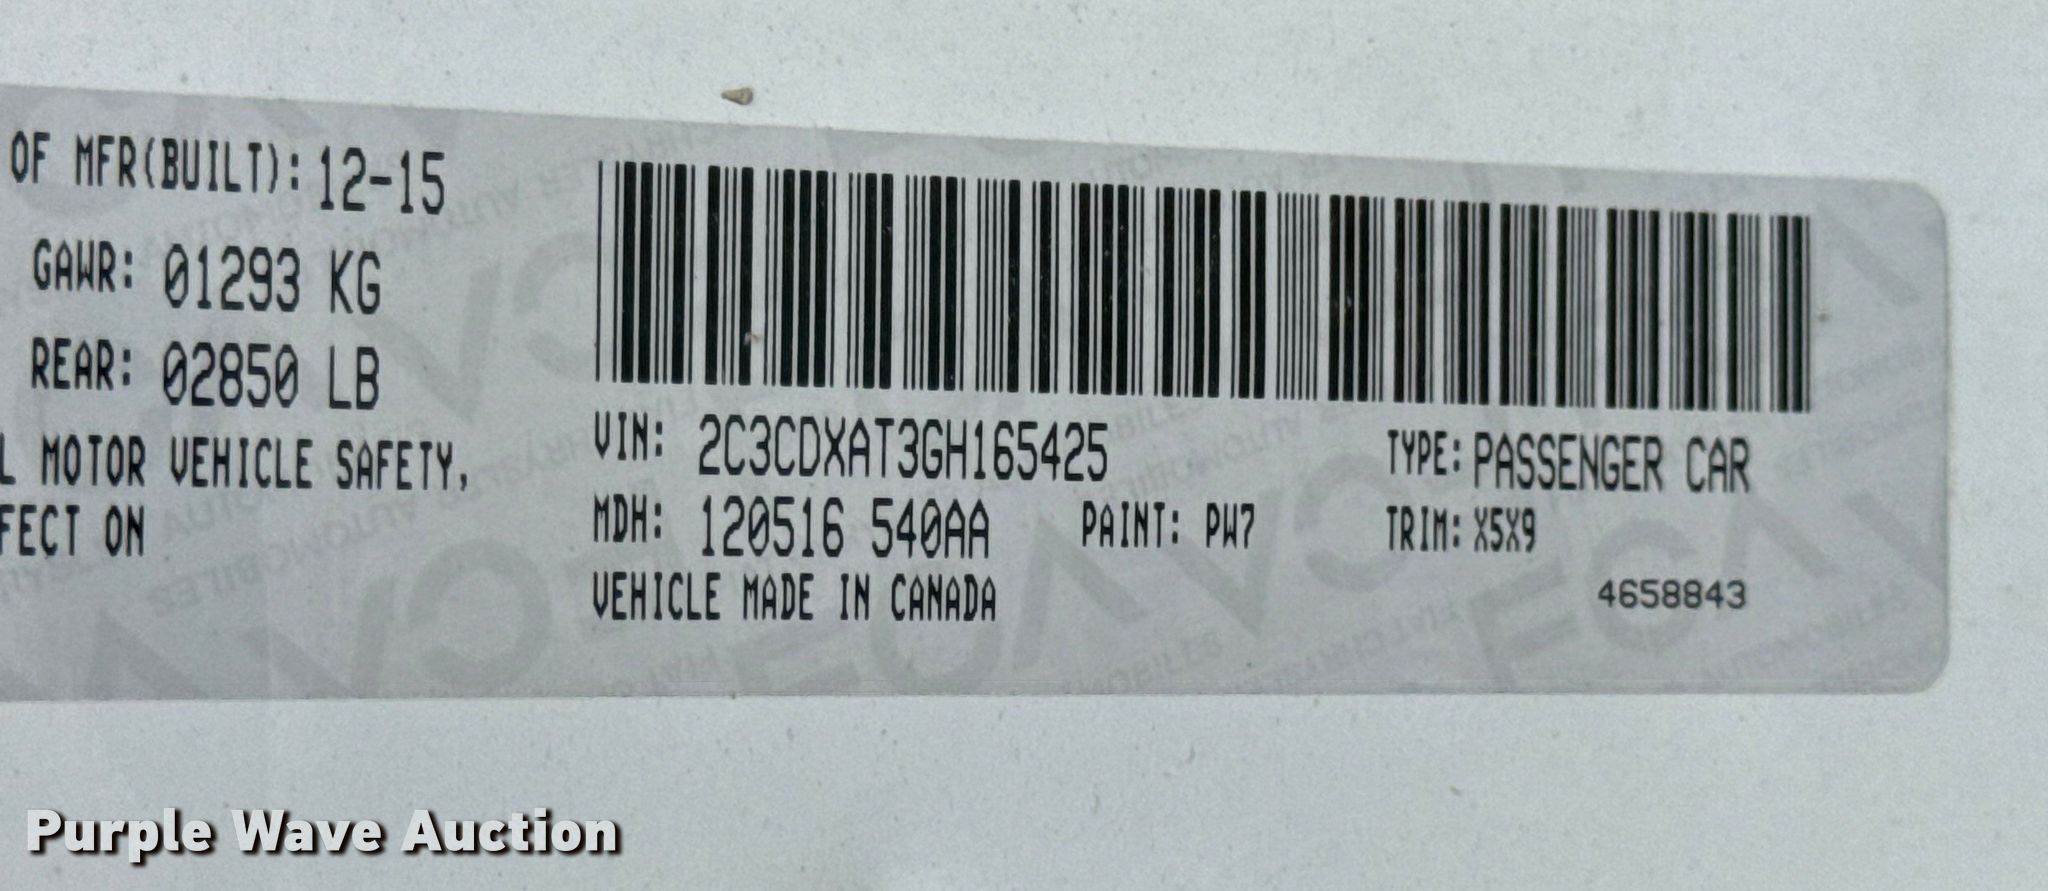 OF MFR(BUILT): 12-15
GAWR: 01293 KG
REAR: 02850 LB
L MOTOR VEHICLE SAFETY,
FECT ON
VIN: 2C3CDXAT3GH165425 TYPE: PASSENGER CAR
MDH: 120516 540AA PAINT: PW7 TRIM: X5X9
VEHICLE MADE IN CANADA
4658843
Purple Wave Auction